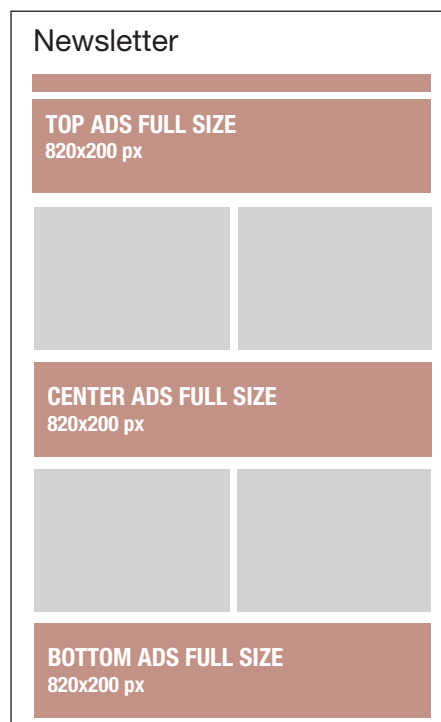 Newsletter
TOP ADS FULL SIZE
820x200 px
CENTER ADS FULL SIZE
820x200 px
BOTTOM ADS FULL SIZE
820x200 px